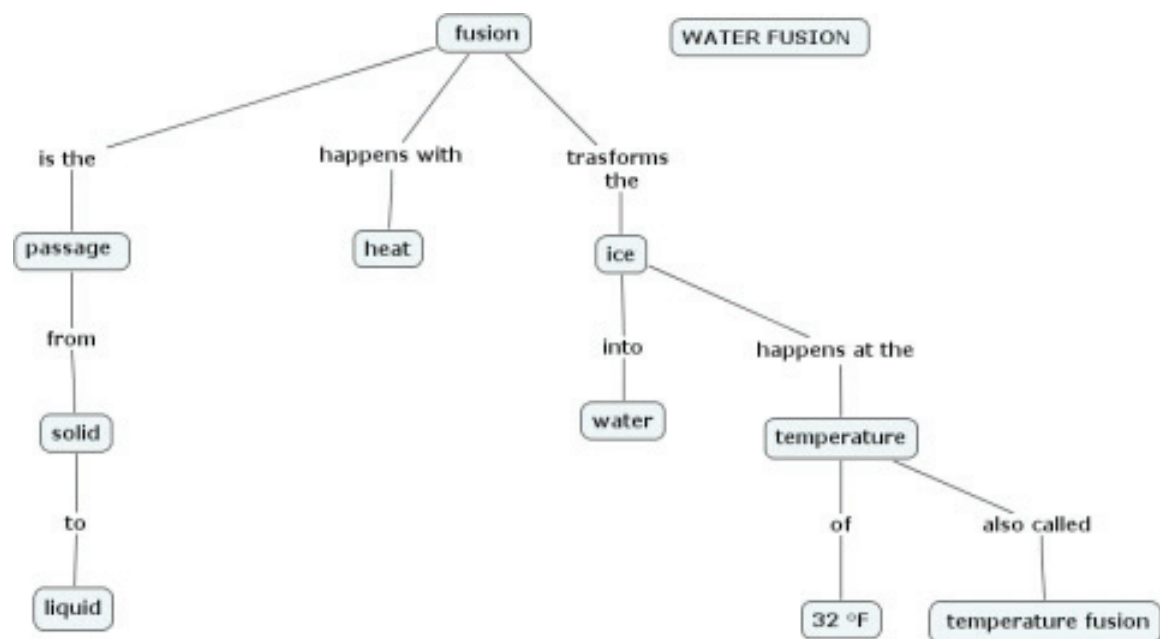 fusion
WATER FUSION
is the
happens with
trasforms
the
passage
heat
ice
from
into
happens at the
solid
water
temperature
to
of
also called
liquid
32 °F
temperature fusion